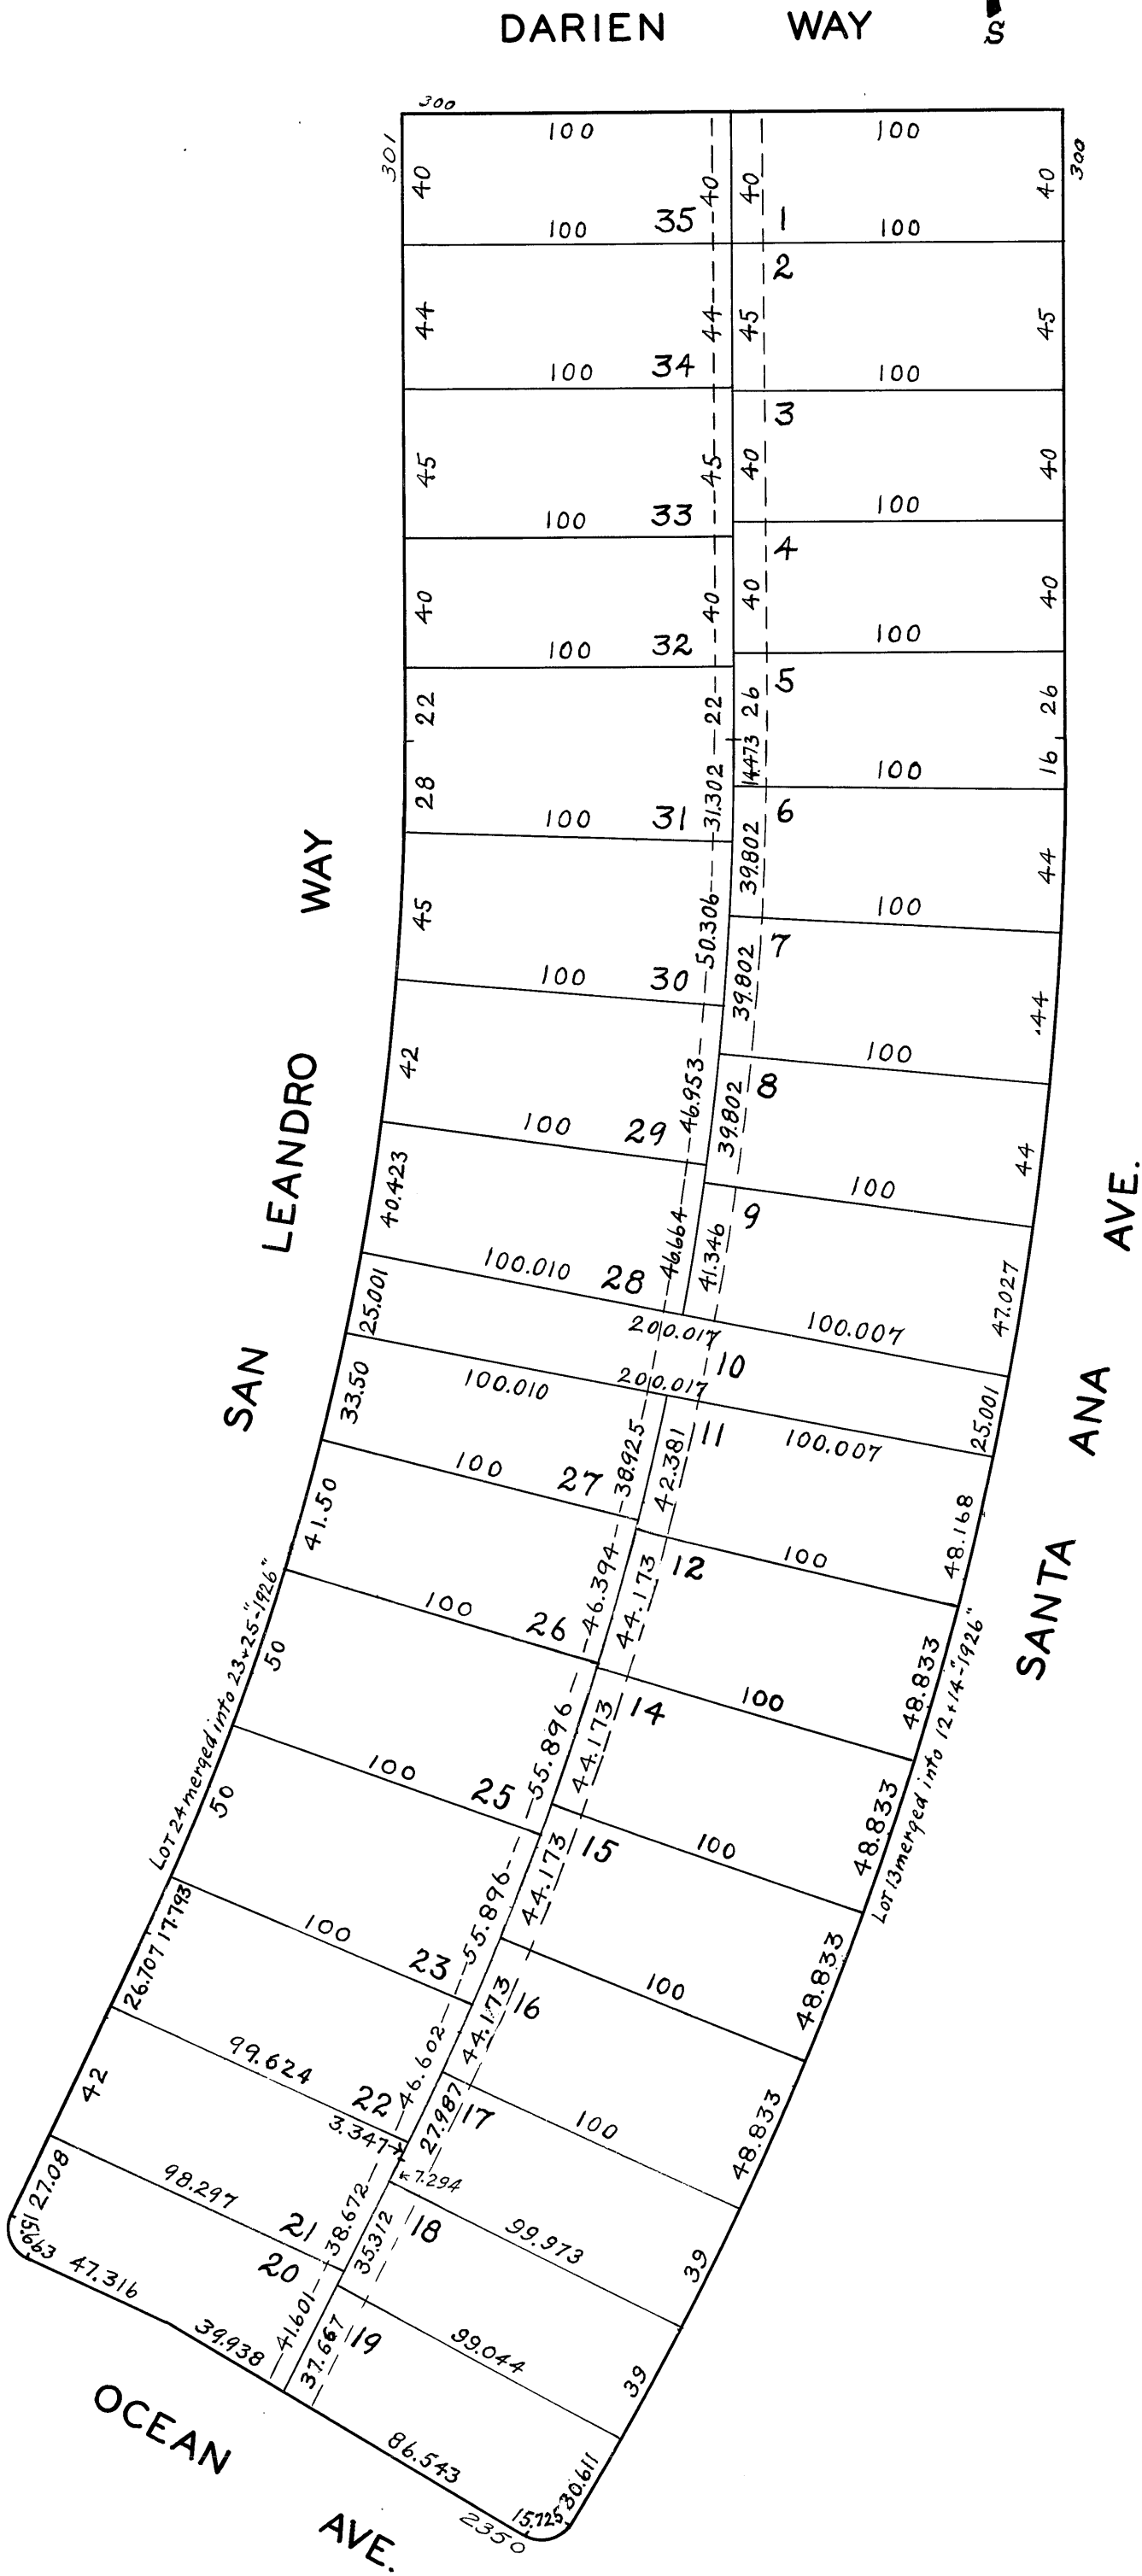 DARIEN WAY S
300
301
100 100
300
40 40 40 40
100 35 1 100
2
44 44 45 45
100 34 100
3
45 45 40 40
100 33 100
4
40 40 40 40
100 32 100
5
22 22 26 26
28 31.302 14.473 16
100 31 100
6
39.802 44
45 50.306 100
7
100 30 39.802 44
100
42 46.953 8
100 29 39.802 44
100
40.423 46.664 9
100.010 28 41.346 47.027
25.001 200.017 100.007
10
200.017
33.50 100.010 25.001
38.925 11 100.007
100 27 42.381 48.168
41.50 46.394 12 100
100 26 44.173 48.833
50 55.896 14 100
44.173 48.833
100 25
50 15 100
55.896 44.173 48.833
100 23
17.793 16 100
26.707 46.602 44.173 48.833
99.624 22
42 3.347 27.987 17 100
7.294
27.08 98.297 38.672 18 99.973
21 35.312 39
15.963 20
47.316 41.601 99.044
39.938 37.667 19 39
86.543
30.611
15.725
2350
SAN LEANDRO WAY
SANTA ANA AVE.
OCEAN AVE.
Lot 24 merged into 23+25-"1926"
Lot 13 merged into 12+14-"1926"